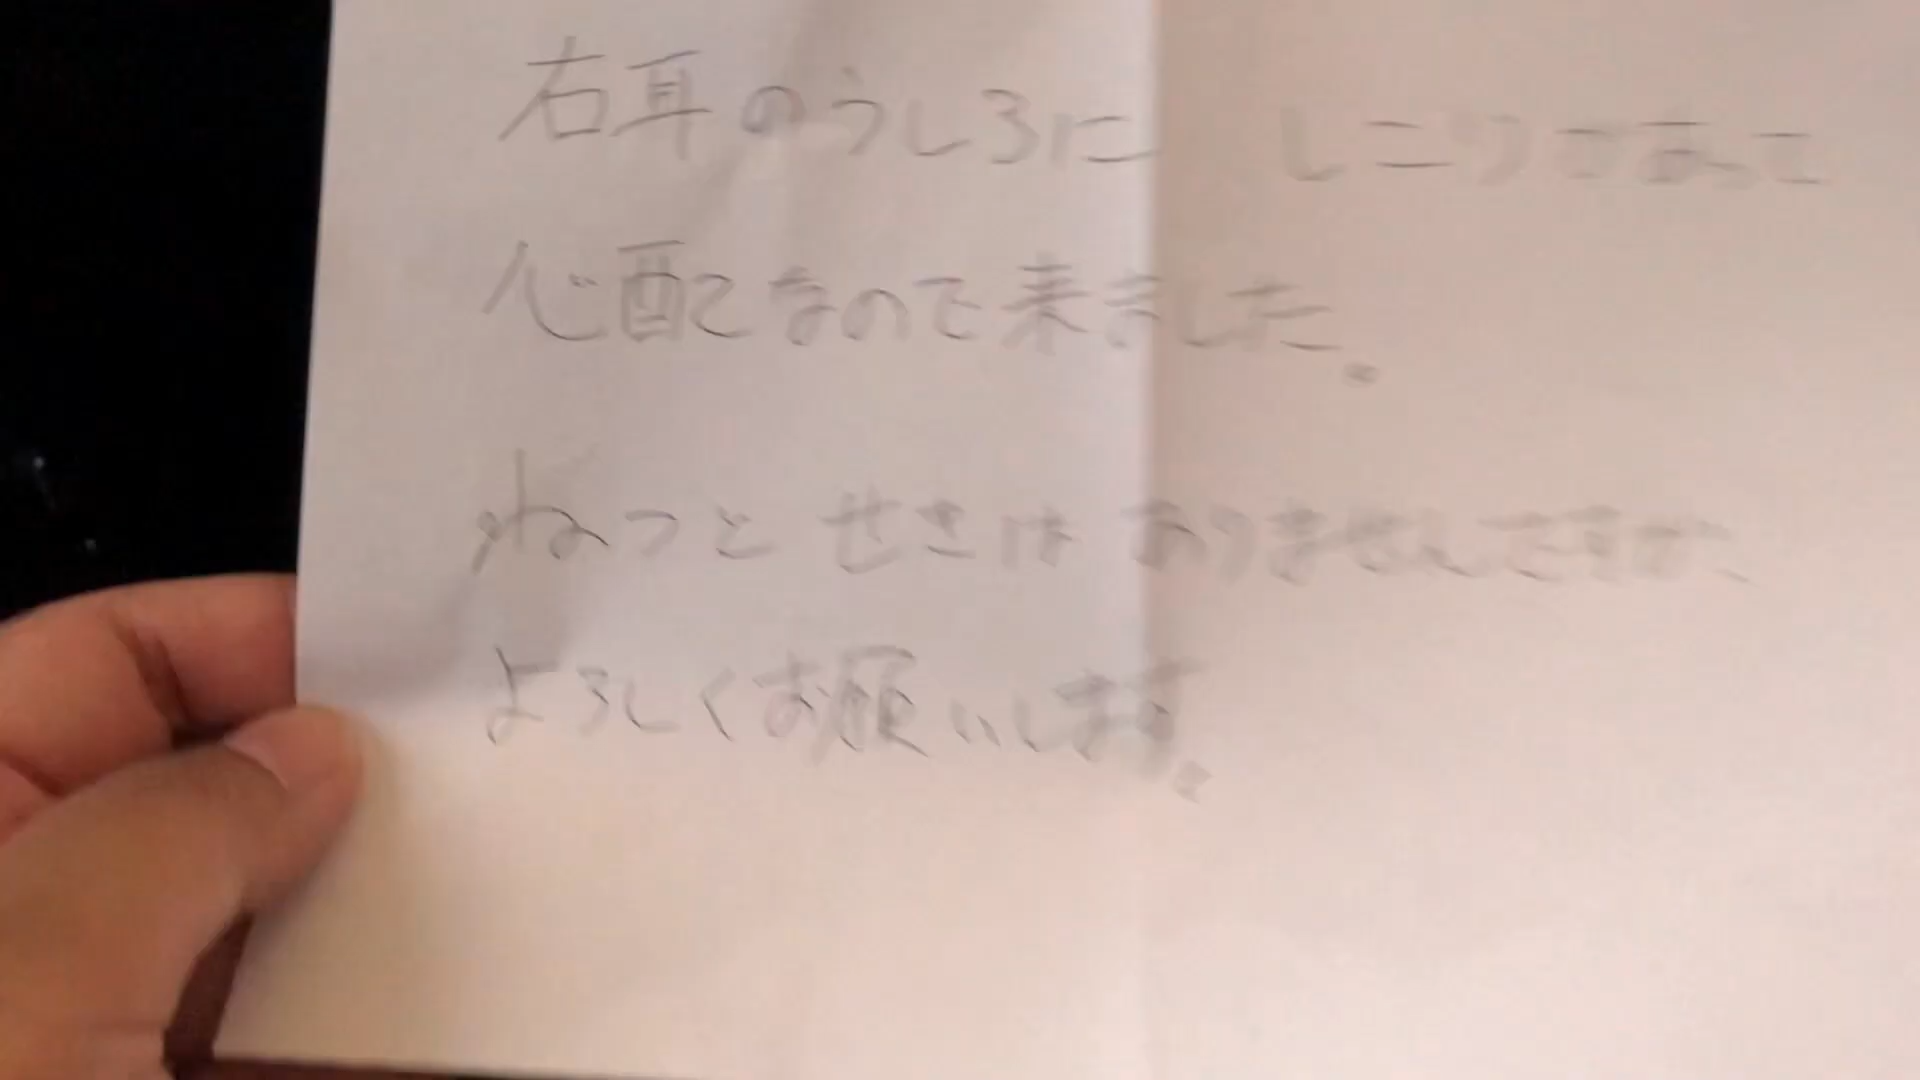 右耳のうしろに しこりがあって
心配なので来ました。
ねつと せきは ありませんですが、
よろしくお願いします。